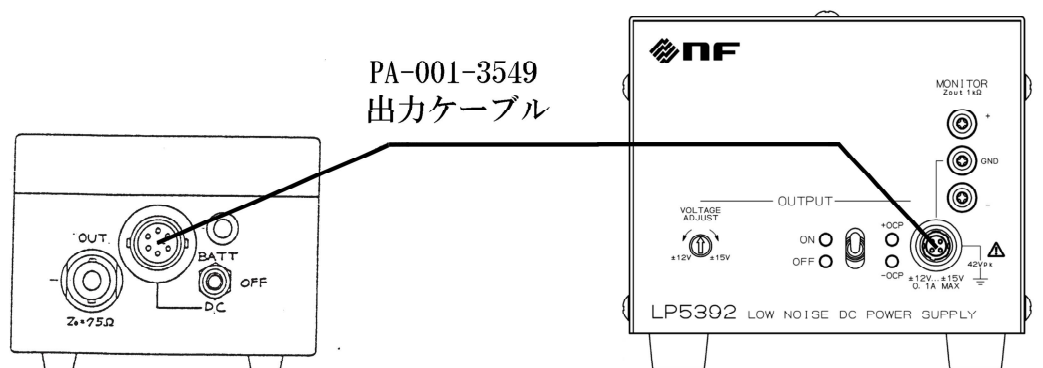 PA-001-3549
出力ケーブル
OUT.
BATT
OFF
DC
Zo=75Ω
NF
MONITOR
Zout 1kΩ
+
GND
-
OUTPUT
VOLTAGE
ADJUST
±12V
±15V
ON
OFF
+OCP
-OCP
42Vpk
±12V...±15V
0.1A MAX
LP5392 LOW NOISE DC POWER SUPPLY